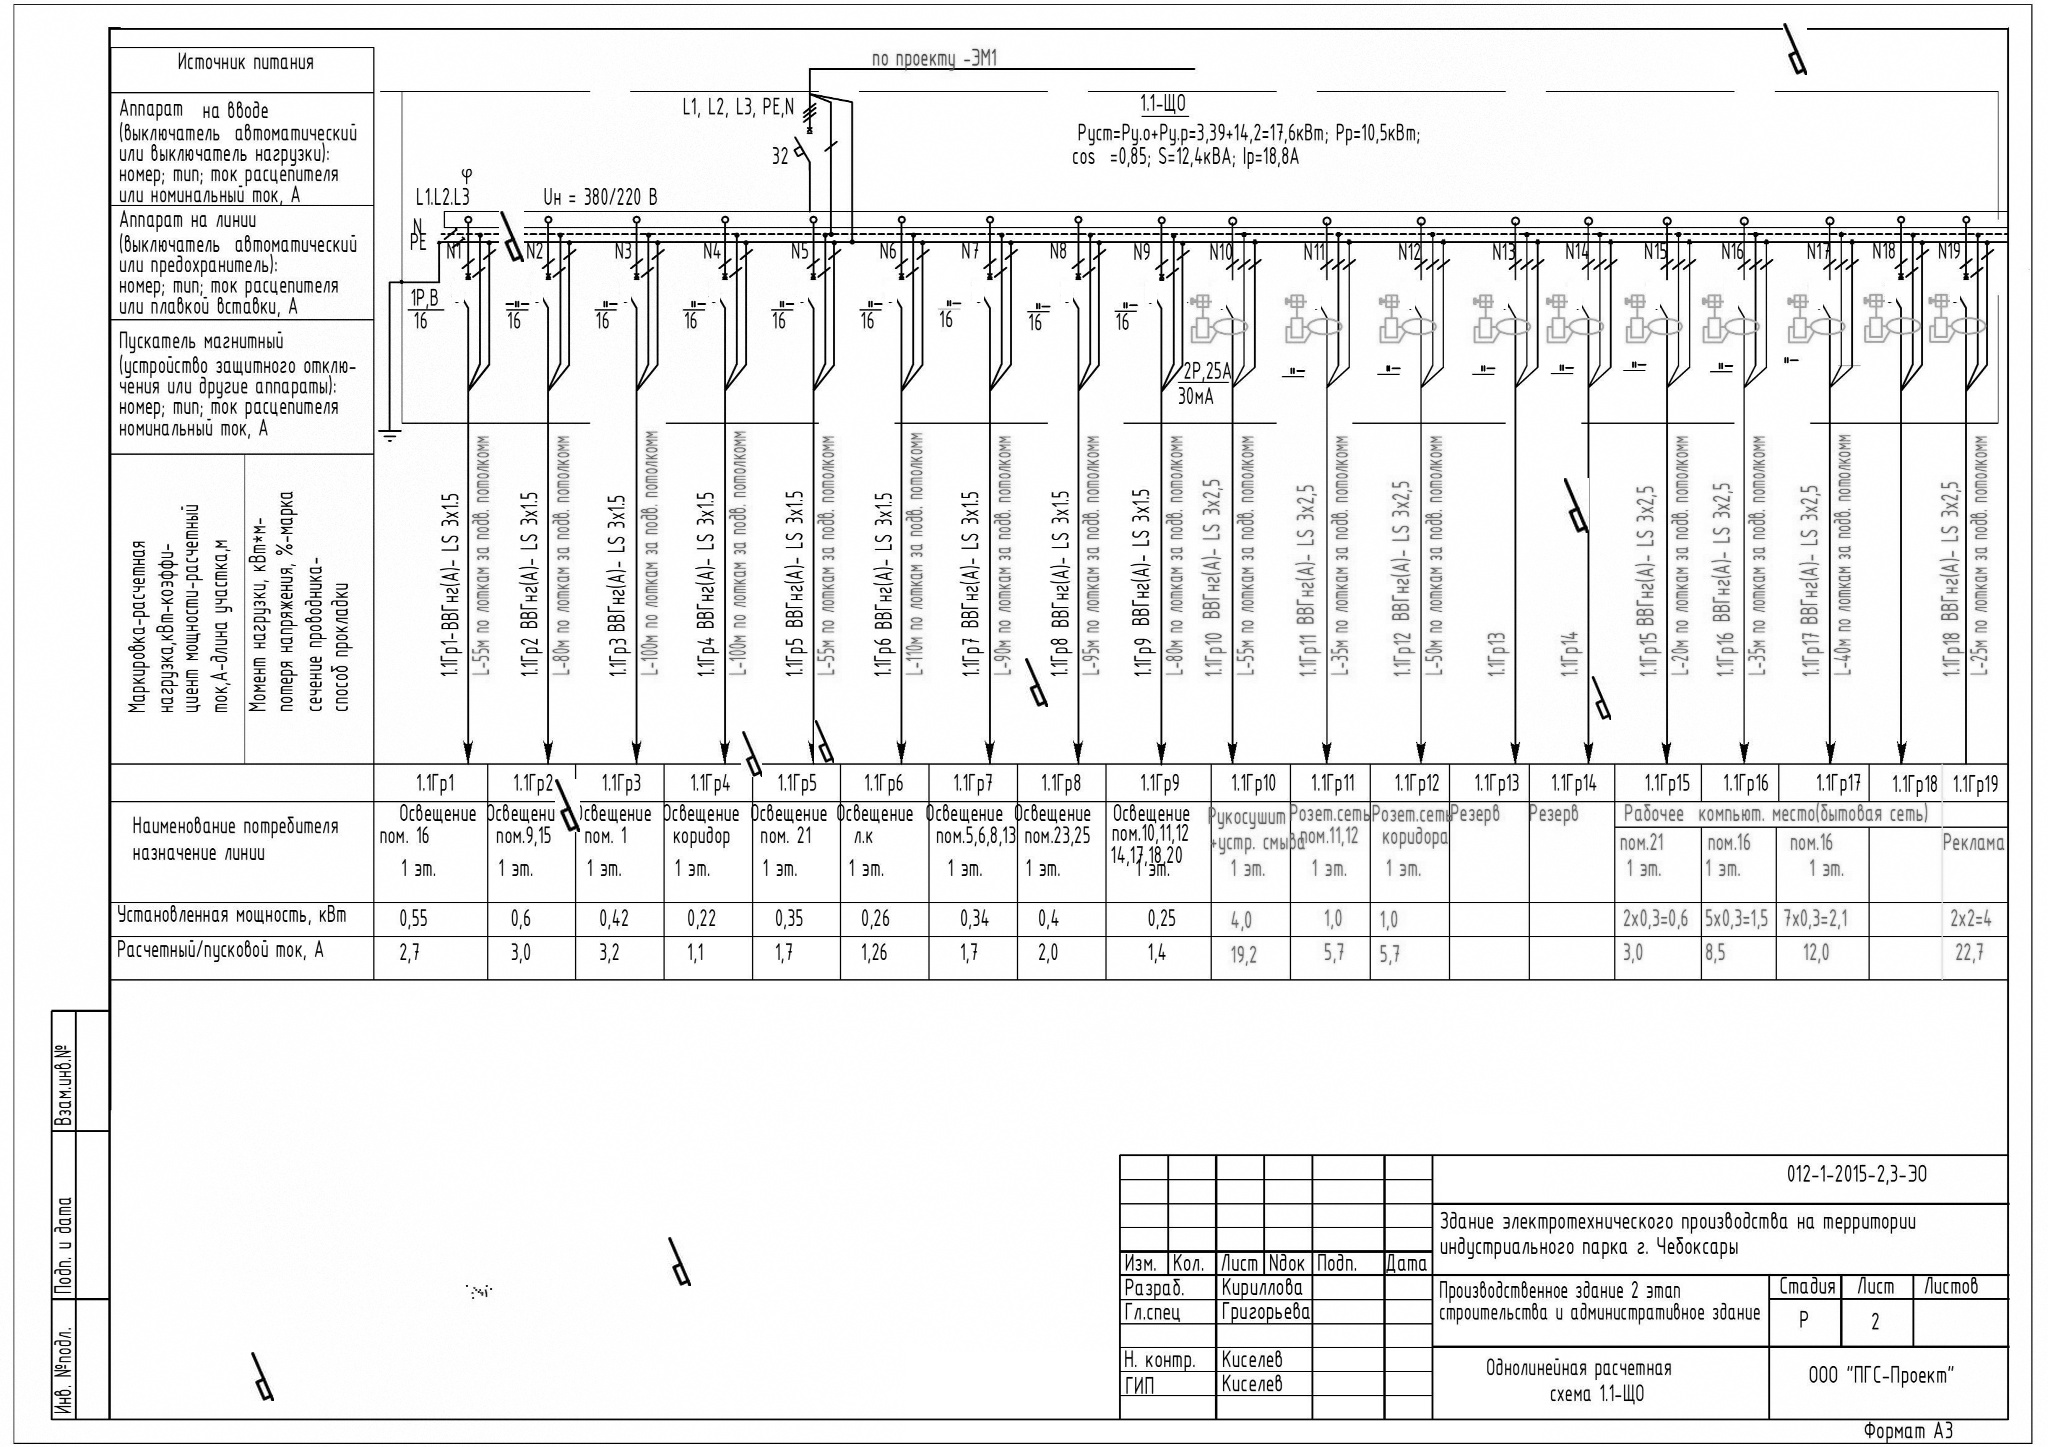 Источник питания
Аппарат на вводе
(выключатель автоматический
или выключатель нагрузки):
номер; тип; ток расцепителя
или номинальный ток, А
Аппарат на линии
(выключатель автоматический
или предохранитель):
номер; тип; ток расцепителя
или плавкой вставки, А
Пускатель магнитный
(устройство защитного отклю-
чения или другие аппараты):
номер; тип; ток расцепителя
номинальный ток, А
Маркировка-расчетная
нагрузка,кВт-коэффи-
циент мощности-расчетный
ток,А-длина участка,м
Момент нагрузки, кВт*м-
потеря напряжения, %-марка
сечение проводника-
способ прокладки
по проекту -ЭМ1
L1, L2, L3, PE,N
32
1.1-ЩО
Руст=Ру.о+Ру.р=3,39+14,2=17,6кВт; Рр=10,5кВт;
cos =0,85; S=12,4кВА; Iр=18,8А
φ
L1.L2.L3
Uн = 380/220 В
N
PE
N1 N2 N3 N4 N5 N6 N7 N8 N9 N10 N11 N12 N13 N14 N15 N16 N17 N18 N19
1Р,В
16
-"-
16
-"-
16
"-
16
"-
16
"-
16
"-
16
"-
16
"-
16
2Р,25А
30мА
"- "- "- "- "- "- "-
1.1Гр1-ВВГнг(А)- LS 3х1.5
L-55м по лоткам за подв. потолкомм
1.1Гр2 ВВГнг(А)- LS 3х1.5
L-80м по лоткам за подв. потолкомм
1.1Гр3 ВВГнг(А)- LS 3х1.5
L-100м по лоткам за подв. потолкомм
1.1Гр4 ВВГнг(А)- LS 3х1.5
L-100м по лоткам за подв. потолкомм
1.1Гр5 ВВГнг(А)- LS 3х1.5
L-55м по лоткам за подв. потолкомм
1.1Гр6 ВВГнг(А)- LS 3х1.5
L-110м по лоткам за подв. потолкомм
1.1Гр7 ВВГнг(А)- LS 3х1.5
L-90м по лоткам за подв. потолкомм
1.1Гр8 ВВГнг(А)- LS 3х1.5
L-95м по лоткам за подв. потолкомм
1.1Гр9 ВВГнг(А)- LS 3х1.5
L-80м по лоткам за подв. потолкомм
1.1Гр10 ВВГнг(А)- LS 3х2,5
L-55м по лоткам за подв. потолкомм
1.1Гр11 ВВГнг(А)- LS 3х2,5
L-35м по лоткам за подв. потолкомм
1.1Гр12 ВВГнг(А)- LS 3х2,5
L-50м по лоткам за подв. потолкомм
1.1Гр13
1.1Гр14
1.1Гр15 ВВГнг(А)- LS 3х2,5
L-20м по лоткам за подв. потолкомм
1.1Гр16 ВВГнг(А)- LS 3х2,5
L-35м по лоткам за подв. потолкомм
1.1Гр17 ВВГнг(А)- LS 3х2,5
L-40м по лоткам за подв. потолкомм
1.1Гр18 ВВГнг(А)- LS 3х2,5
L-25м по лоткам за подв. потолкомм
1.1Гр1 1.1Гр2 1.1Гр3 1.1Гр4 1.1Гр5 1.1Гр6 1.1Гр7 1.1Гр8 1.1Гр9 1.1Гр10 1.1Гр11 1.1Гр12 1.1Гр13 1.1Гр14 1.1Гр15 1.1Гр16 1.1Гр17 1.1Гр18 1.1Гр19
Наименование потребителя
назначение линии
Освещение
пом. 16
1 эт.
Освещени
пом.9,15
1 эт.
Освещение
пом. 1
1 эт.
Освещение
коридор
1 эт.
Освещение
пом. 21
1 эт.
Освещение
л.к
1 эт.
Освещение
пом.5,6,8,13
1 эт.
Освещение
пом.23,25
1 эт.
Освещение
пом.10,11,12
14,17,18,20
1 эт.
Рукосушит
+устр. смыва
1 эт.
Розет.сеть
пом.11,12
1 эт.
Розет.сеть
коридора
1 эт.
Резерв
Резерв
Рабочее компьют. место(бытовая сеть)
пом.21
1 эт.
пом.16
1 эт.
пом.16
1 эт.
Реклама
Установленная мощность, кВт 0,55 0,6 0,42 0,22 0,35 0,26 0,34 0,4 0,25 4,0 1,0 1,0 2х0,3=0,6 5х0,3=1,5 7х0,3=2,1 2х2=4
Расчетный/пусковой ток, А 2,7 3,0 3,2 1,1 1,7 1,26 1,7 2,0 1,4 19,2 5,7 5,7 3,0 8,5 12,0 22,7
Взам.инв.№
Подп. и дата
Инв. №подл.
012-1-2015-2,3-ЭО
Здание электротехнического производства на территории
индустриального парка г. Чебоксары
Изм. Кол. Лист Nдок Подп. Дата
Разраб. Кириллова
Гл.спец Григорьева
Н. контр. Киселев
ГИП Киселев
Производственное здание 2 этап
строительства и административное здание
Стадия Лист Листов
Р 2
Однолинейная расчетная
схема 1.1-ЩО
ООО "ПГС-Проект"
Формат А3